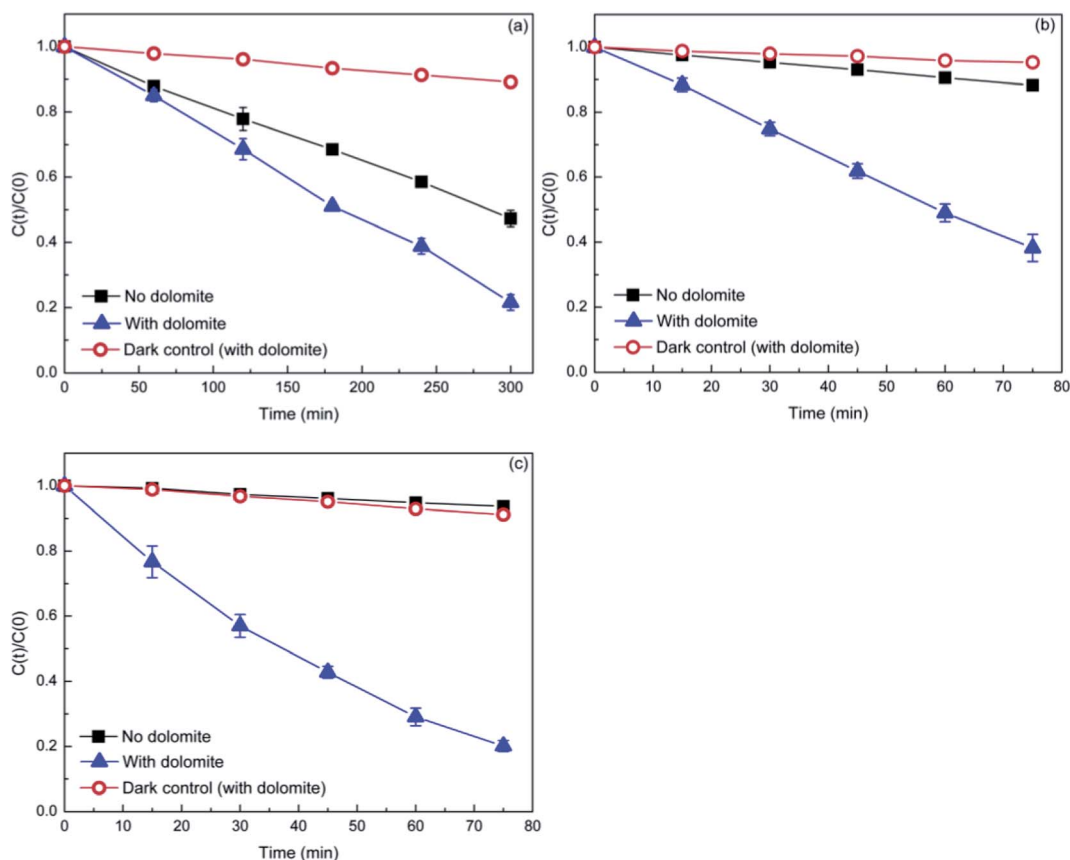 (a)
1.0
0.8
0.6
0.4
0.2
0.0
C(t)/C(0)
No dolomite
With dolomite
Dark control (with dolomite)
0 50 100 150 200 250 300
Time (min)
(b)
1.0
0.8
0.6
0.4
0.2
0.0
C(t)/C(0)
No dolomite
With dolomite
Dark control (with dolomite)
0 10 20 30 40 50 60 70 80
Time (min)
(c)
1.0
0.8
0.6
0.4
0.2
0.0
C(t)/C(0)
No dolomite
With dolomite
Dark control (with dolomite)
0 10 20 30 40 50 60 70 80
Time (min)